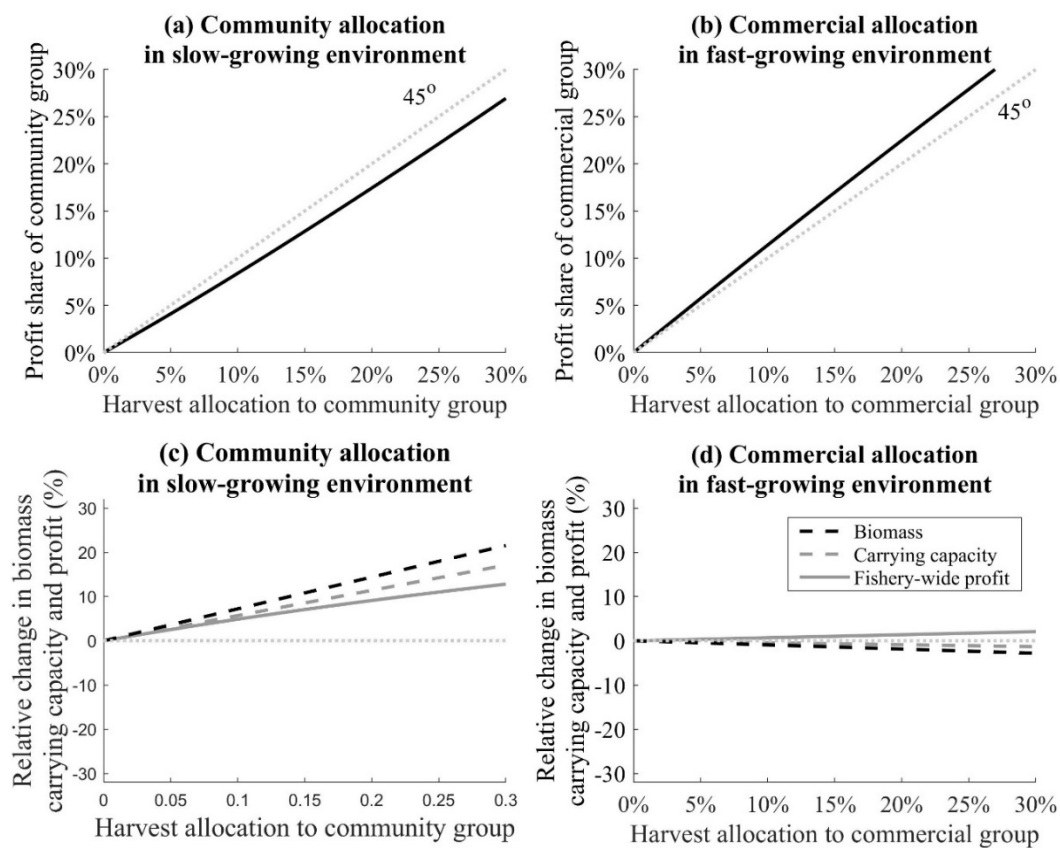 (a) Community allocation
in slow-growing environment
Profit share of community group
30%
25%
20%
15%
10%
5%
0%
45°
0% 5% 10% 15% 20% 25% 30%
Harvest allocation to community group
(b) Commercial allocation
in fast-growing environment
Profit share of commercial group
30%
25%
20%
15%
10%
5%
0%
45°
0% 5% 10% 15% 20% 25% 30%
Harvest allocation to commercial group
(c) Community allocation
in slow-growing environment
Relative change in biomass
carrying capacity and profit (%)
30
20
10
0
-10
-20
-30
0 0.05 0.1 0.15 0.2 0.25 0.3
Harvest allocation to community group
(d) Commercial allocation
in fast-growing environment
Relative change in biomass
carrying capacity and profit (%)
30
20
10
0
-10
-20
-30
Biomass
Carrying capacity
Fishery-wide profit
0% 5% 10% 15% 20% 25% 30%
Harvest allocation to commercial group